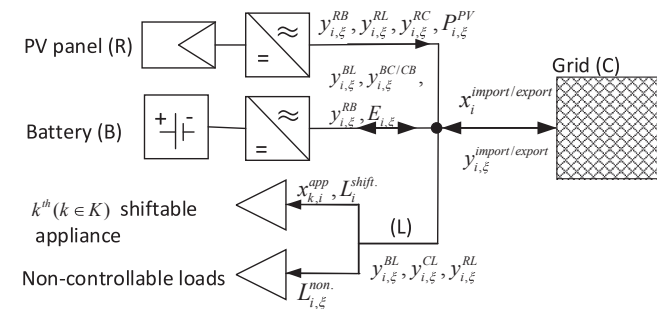 PV panel (R)
=
≈
y_{i,ξ}^{RB}, y_{i,ξ}^{RL}, y_{i,ξ}^{RC}, P_{i,ξ}^{PV}
Grid (C)
y_{i,ξ}^{BL}, y_{i,ξ}^{BC/CB},
x_i^{import/export}
Battery (B)
+ -
=
≈
y_{i,ξ}^{RB}, E_{i,ξ}
y_{i,ξ}^{import/export}
k^{th}(k ∈ K) shiftable
appliance
x_{k,i}^{app}, L_i^{shift.}
(L)
Non-controllable loads
y_{i,ξ}^{BL}, y_{i,ξ}^{CL}, y_{i,ξ}^{RL}
L_{i,ξ}^{non.}